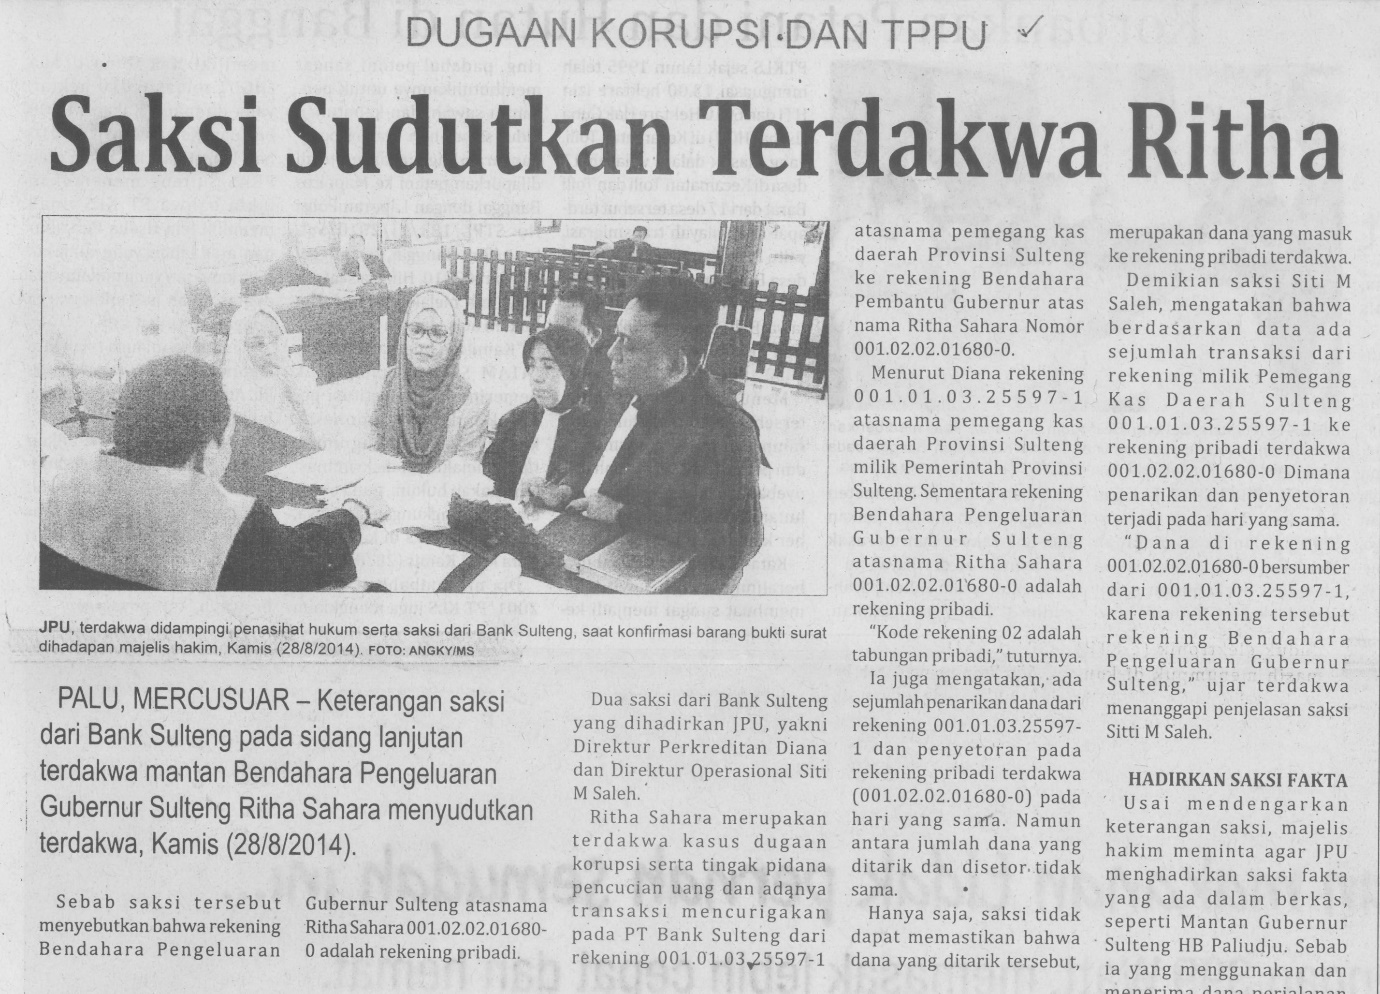 DUGAAN KORUPSI DAN TPPU
Saksi Sudutkan Terdakwa Ritha
JPU, terdakwa didampingi penasihat hukum serta saksi dari Bank Sulteng, saat konfirmasi barang bukti surat
dihadapan majelis hakim, Kamis (28/8/2014). FOTO: ANGKY/MS
PALU, MERCUSUAR – Keterangan saksi
dari Bank Sulteng pada sidang lanjutan
terdakwa mantan Bendahara Pengeluaran
Gubernur Sulteng Ritha Sahara menyudutkan
terdakwa, Kamis (28/8/2014).
Sebab saksi tersebut
menyebutkan bahwa rekening
Bendahara Pengeluaran
Gubernur Sulteng atasnama
Ritha Sahara 001.02.02.01680-
0 adalah rekening pribadi.
Dua saksi dari Bank Sulteng
yang dihadirkan JPU, yakni
Direktur Perkreditan Diana
dan Direktur Operasional Siti
M Saleh.
Ritha Sahara merupakan
terdakwa kasus dugaan
korupsi serta tingak pidana
pencucian uang dan adanya
transaksi mencurigakan
pada PT Bank Sulteng dari
rekening 001.01.03.25597-1
atasnama pemegang kas
daerah Provinsi Sulteng
ke rekening Bendahara
Pembantu Gubernur atas
nama Ritha Sahara Nomor
001.02.02.01680-0.
Menurut Diana rekening
001.01.03.25597-1
atasnama pemegang kas
daerah Provinsi Sulteng
milik Pemerintah Provinsi
Sulteng. Sementara rekening
Bendahara Pengeluaran
Gubernur Sulteng
atasnama Ritha Sahara
001.02.02.01680-0 adalah
rekening pribadi.
“Kode rekening 02 adalah
tabungan pribadi,” tuturnya.
Ia juga mengatakan, ada
sejumlah penarikan dana dari
rekening 001.01.03.25597-
1 dan penyetoran pada
rekening pribadi terdakwa
(001.02.02.01680-0) pada
hari yang sama. Namun
antara jumlah dana yang
ditarik dan disetor tidak
sama.
Hanya saja, saksi tidak
dapat memastikan bahwa
dana yang ditarik tersebut,
merupakan dana yang masuk
ke rekening pribadi terdakwa.
Demikian saksi Siti M
Saleh, mengatakan bahwa
berdasarkan data ada
sejumlah transaksi dari
rekening milik Pemegang
Kas Daerah Sulteng
001.01.03.25597-1 ke
rekening pribadi terdakwa
001.02.02.01680-0 Dimana
penarikan dan penyetoran
terjadi pada hari yang sama.
“Dana di rekening
001.02.02.01680-0 bersumber
dari 001.01.03.25597-1,
karena rekening tersebut
rekening Bendahara
Pengeluaran Gubernur
Sulteng,” ujar terdakwa
menanggapi penjelasan saksi
Sitti M Saleh.
HADIRKAN SAKSI FAKTA
Usai mendengarkan
keterangan saksi, majelis
hakim meminta agar JPU
menghadirkan saksi fakta
yang ada dalam berkas,
seperti Mantan Gubernur
Sulteng HB Paliudju. Sebab
ia yang menggunakan dan
menerima dana perjalanan